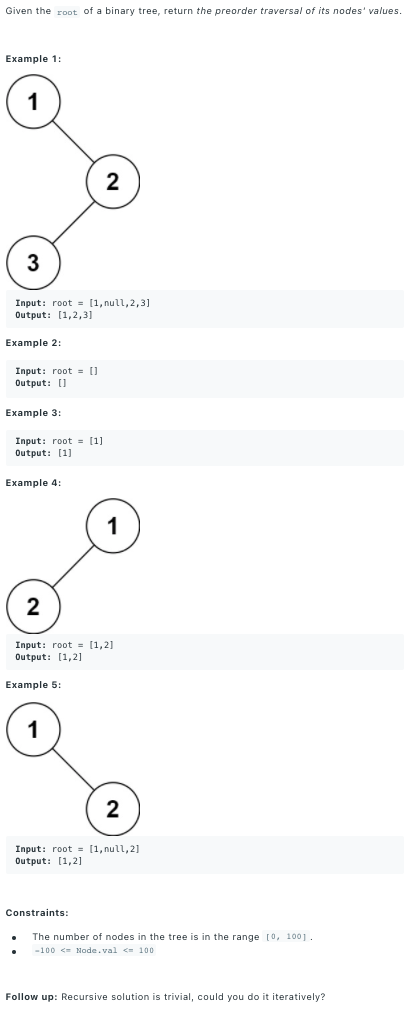 Given the root of a binary tree, return the preorder traversal of its nodes' values.
Example 1:
1
2
3
Input: root = [1,null,2,3]
Output: [1,2,3]
Example 2:
Input: root = []
Output: []
Example 3:
Input: root = [1]
Output: [1]
Example 4:
1
2
Input: root = [1,2]
Output: [1,2]
Example 5:
1
2
Input: root = [1,null,2]
Output: [1,2]
Constraints:
• The number of nodes in the tree is in the range [0, 100].
• -100 <= Node.val <= 100
Follow up: Recursive solution is trivial, could you do it iteratively?